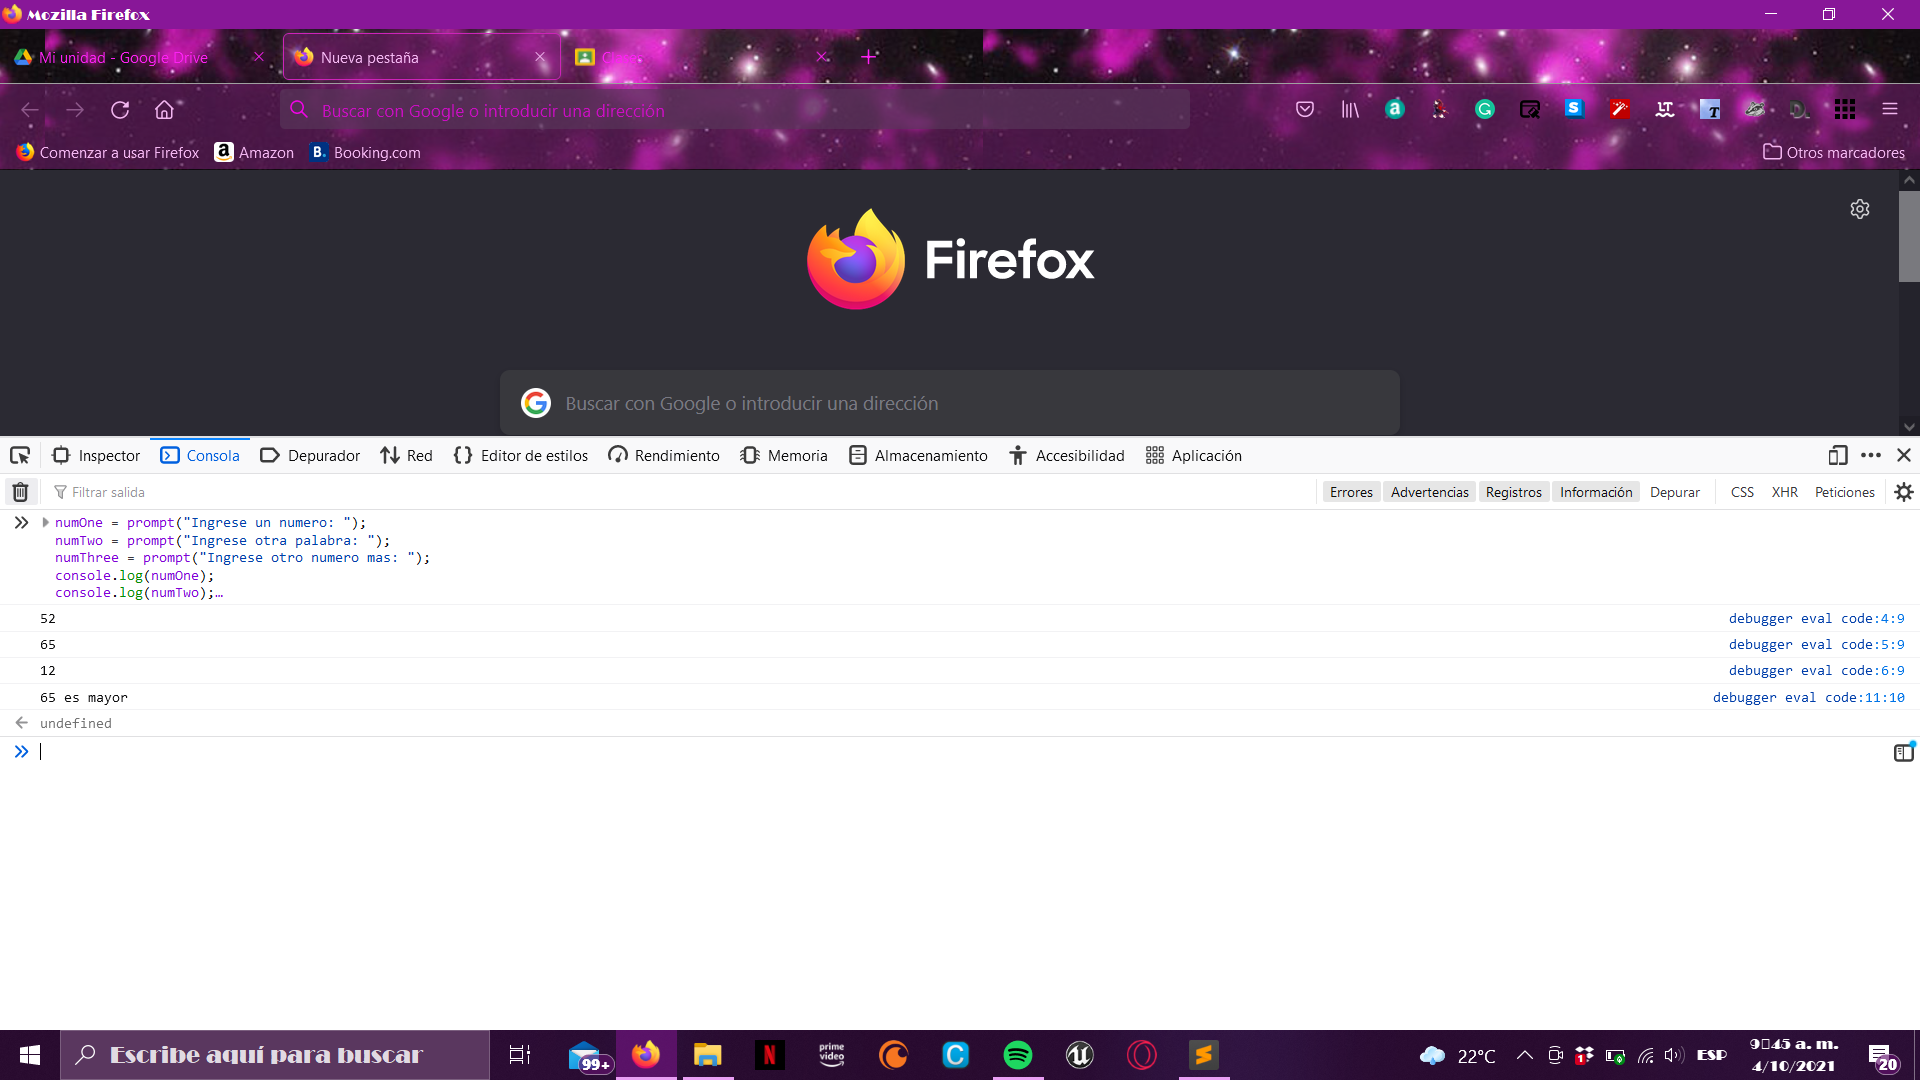 Mozilla Firefox
Mi unidad - Google Drive
Nueva pestaña
Buscar con Google o introducir una dirección
Comenzar a usar Firefox
Amazon
Booking.com
Otros marcadores
Firefox
Buscar con Google o introducir una dirección
Inspector Consola Depurador Red Editor de estilos Rendimiento Memoria Almacenamiento Accesibilidad Aplicación
Filtrar salida
Errores Advertencias Registros Información Depurar CSS XHR Peticiones
numOne = prompt("Ingrese un numero: ");
numTwo = prompt("Ingrese otra palabra: ");
numThree = prompt("Ingrese otro numero mas: ");
console.log(numOne);
console.log(numTwo);…
52 debugger eval code:4:9
65 debugger eval code:5:9
12 debugger eval code:6:9
65 es mayor debugger eval code:11:10
undefined
Escribe aquí para buscar
99+
prime video
22°C
1
ESP
9:45 a. m.
4/10/2021
20